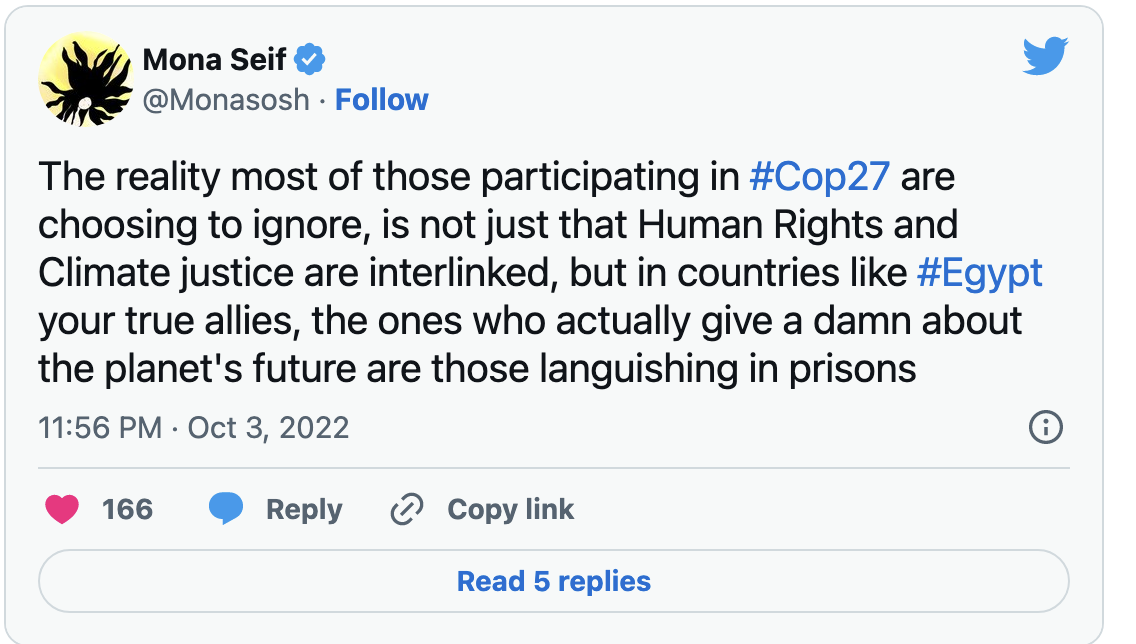 Mona Seif
@Monasosh · Follow
The reality most of those participating in #Cop27 are
choosing to ignore, is not just that Human Rights and
Climate justice are interlinked, but in countries like #Egypt
your true allies, the ones who actually give a damn about
the planet's future are those languishing in prisons
11:56 PM · Oct 3, 2022
166 Reply Copy link
Read 5 replies